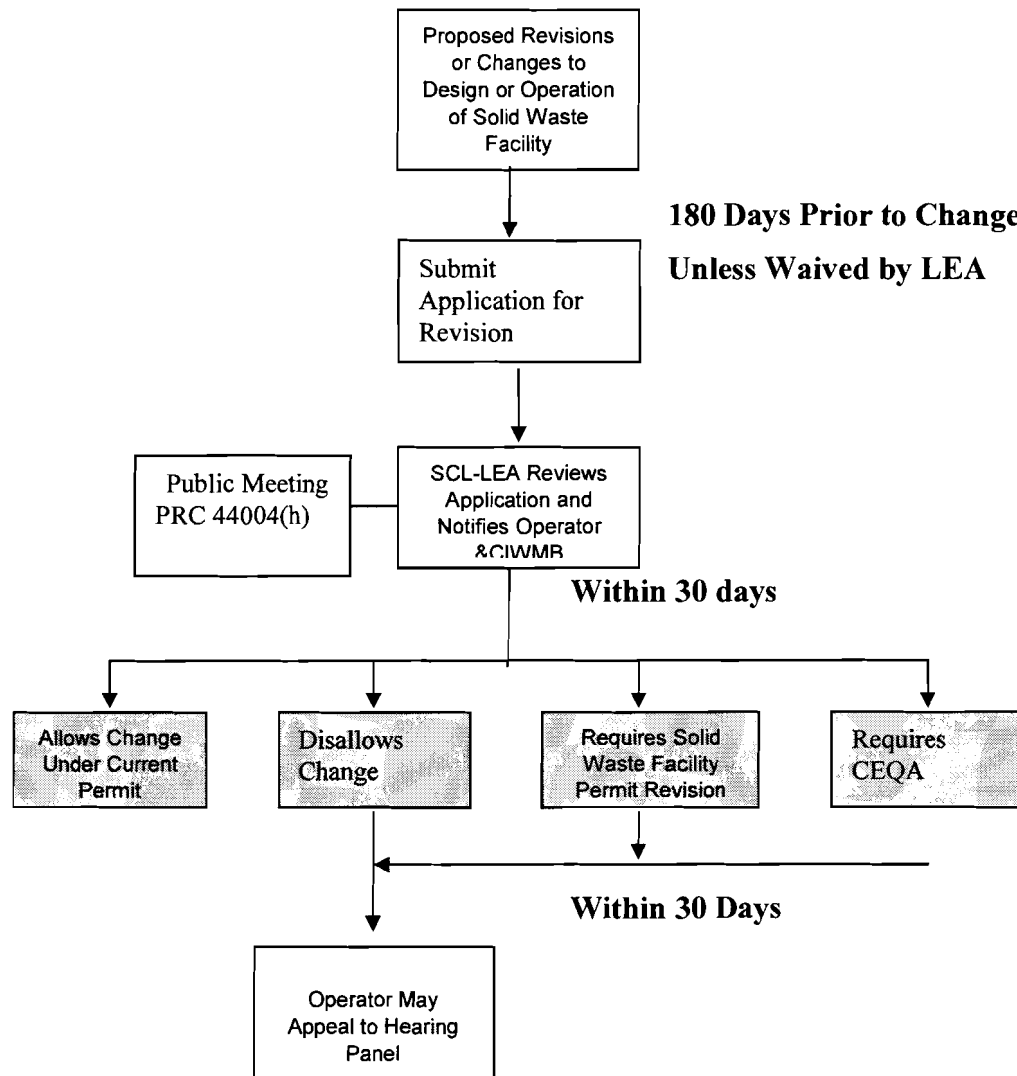 Proposed Revisions
or Changes to
Design or Operation
of Solid Waste
Facility
180 Days Prior to Change
Unless Waived by LEA
Submit
Application for
Revision
Public Meeting
PRC 44004(h)
SCL-LEA Reviews
Application and
Notifies Operator
&CIWMB
Within 30 days
Allows Change
Under Current
Permit
Disallows
Change
Requires Solid
Waste Facility
Permit Revision
Requires
CEQA
Within 30 Days
Operator May
Appeal to Hearing
Panel